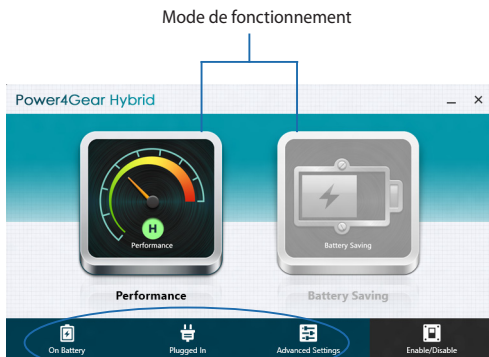 Mode de fonctionnement
Power4Gear Hybrid
H
Performance
Battery Saving
Performance
Battery Saving
On Battery
Plugged In
Advanced Settings
Enable/Disable